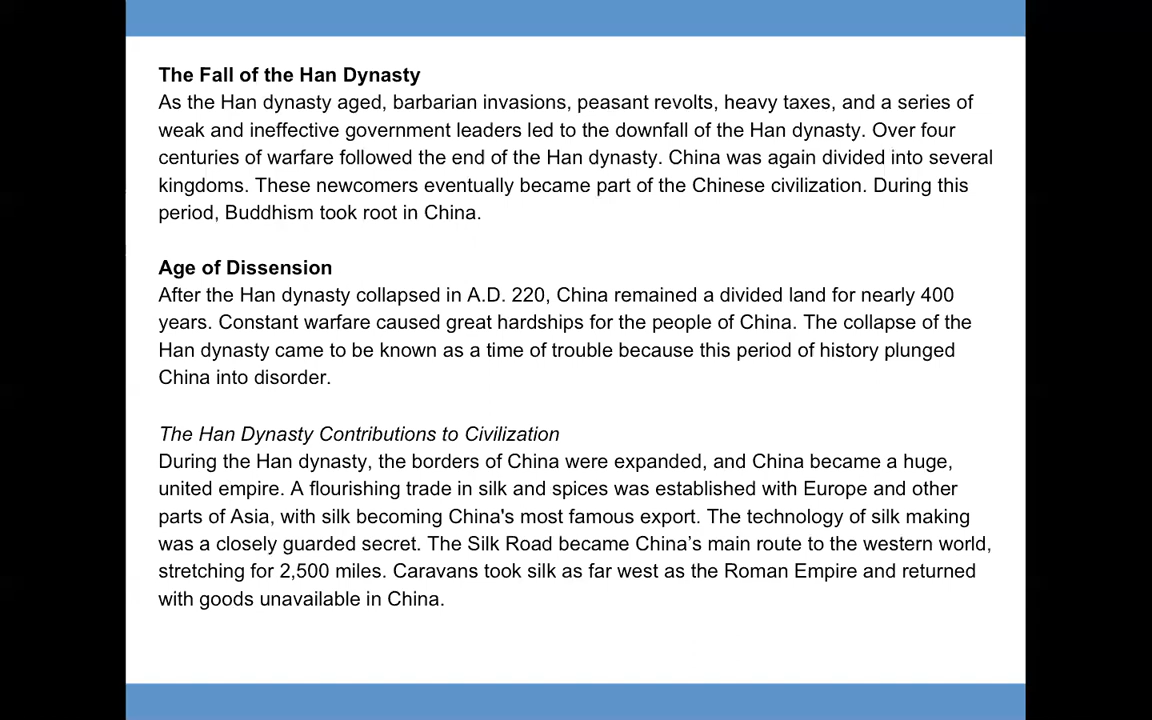 The Fall of the Han Dynasty
As the Han dynasty aged, barbarian invasions, peasant revolts, heavy taxes, and a series of
weak and ineffective government leaders led to the downfall of the Han dynasty. Over four
centuries of warfare followed the end of the Han dynasty. China was again divided into several
kingdoms. These newcomers eventually became part of the Chinese civilization. During this
period, Buddhism took root in China.
Age of Dissension
After the Han dynasty collapsed in A.D. 220, China remained a divided land for nearly 400
years. Constant warfare caused great hardships for the people of China. The collapse of the
Han dynasty came to be known as a time of trouble because this period of history plunged
China into disorder.
The Han Dynasty Contributions to Civilization
During the Han dynasty, the borders of China were expanded, and China became a huge,
united empire. A flourishing trade in silk and spices was established with Europe and other
parts of Asia, with silk becoming China's most famous export. The technology of silk making
was a closely guarded secret. The Silk Road became China’s main route to the western world,
stretching for 2,500 miles. Caravans took silk as far west as the Roman Empire and returned
with goods unavailable in China.